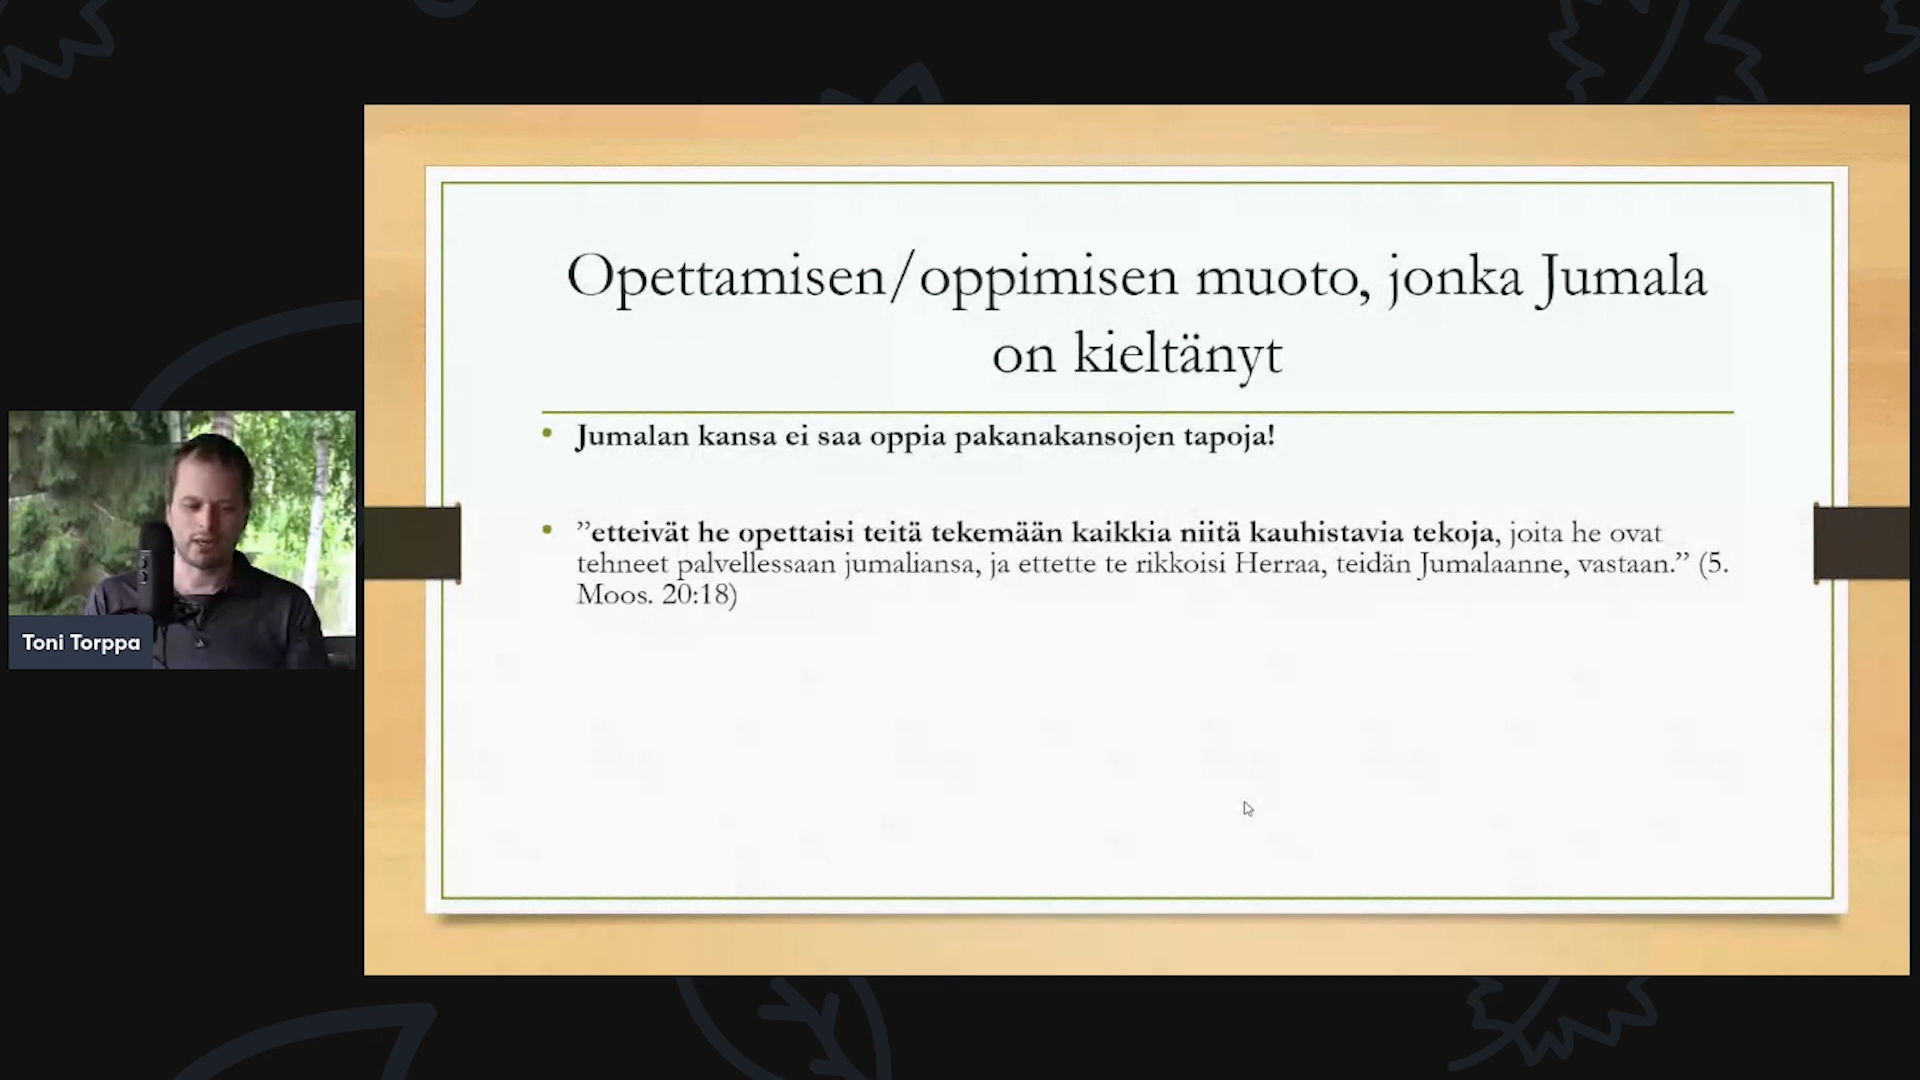 Opettamisen/oppimisen muoto, jonka Jumala
on kieltänyt
• Jumalan kansa ei saa oppia pakanakansojen tapoja!
• ”etteivät he opettaisi teitä tekemään kaikkia niitä kauhistavia tekoja, joita he ovat
tehneet palvellessaan jumaliansa, ja ettette te rikkoisi Herraa, teidän Jumalaanne, vastaan.” (5.
Moos. 20:18)
Toni Torppa